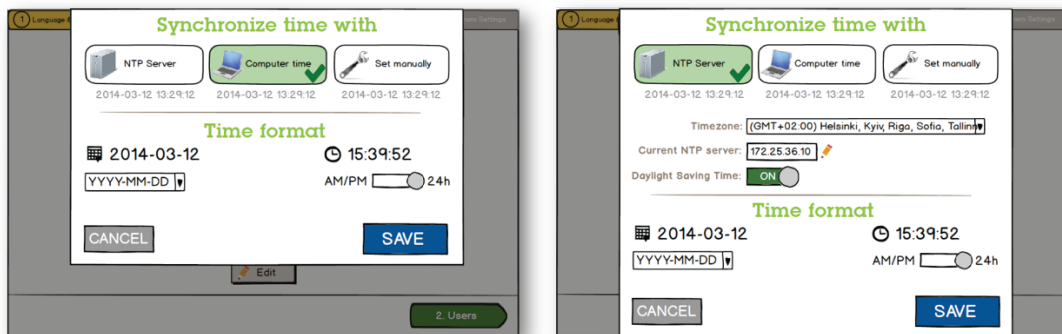 1 Language
m Settings
Synchronize time with
NTP Server
Computer time
Set manually
2014-03-12 13:29:12
2014-03-12 13:29:12
2014-03-12 13:29:12
Time format
2014-03-12
15:39:52
YYYY-MM-DD
AM/PM
24h
CANCEL
SAVE
Edit
2. Users
1 Language
Settings
Synchronize time with
NTP Server
Computer time
Set manually
2014-03-12 13:29:12
2014-03-12 13:29:12
2014-03-12 13:29:12
Timezone: (GMT+02:00) Helsinki, Kyiv, Riga, Sofia, Tallinn
Current NTP server: 172.25.36.10
Daylight Saving Time: ON
Time format
2014-03-12
15:39:52
YYYY-MM-DD
AM/PM
24h
CANCEL
SAVE